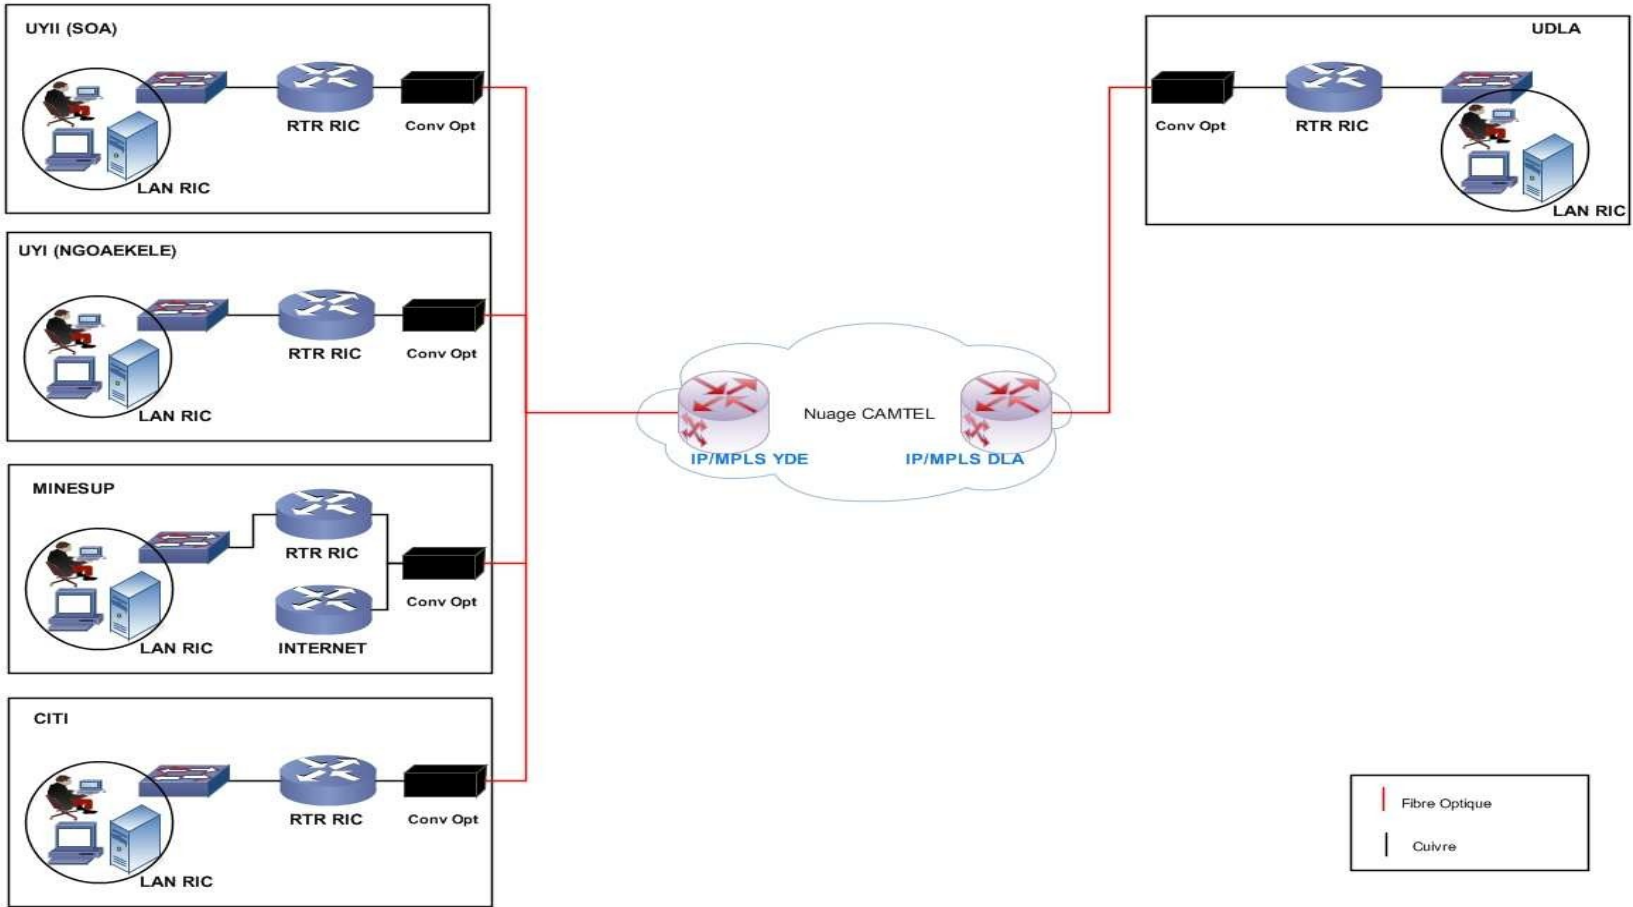 UYII (SOA)
RTR RIC
Conv Opt
LAN RIC
UDLA
Conv Opt
RTR RIC
LAN RIC
UYI (NGOAEKELE)
RTR RIC
Conv Opt
LAN RIC
Nuage CAMTEL
IP/MPLS YDE
IP/MPLS DLA
MINESUP
RTR RIC
Conv Opt
INTERNET
LAN RIC
CITI
RTR RIC
Conv Opt
LAN RIC
Fibre Optique
Cuivre